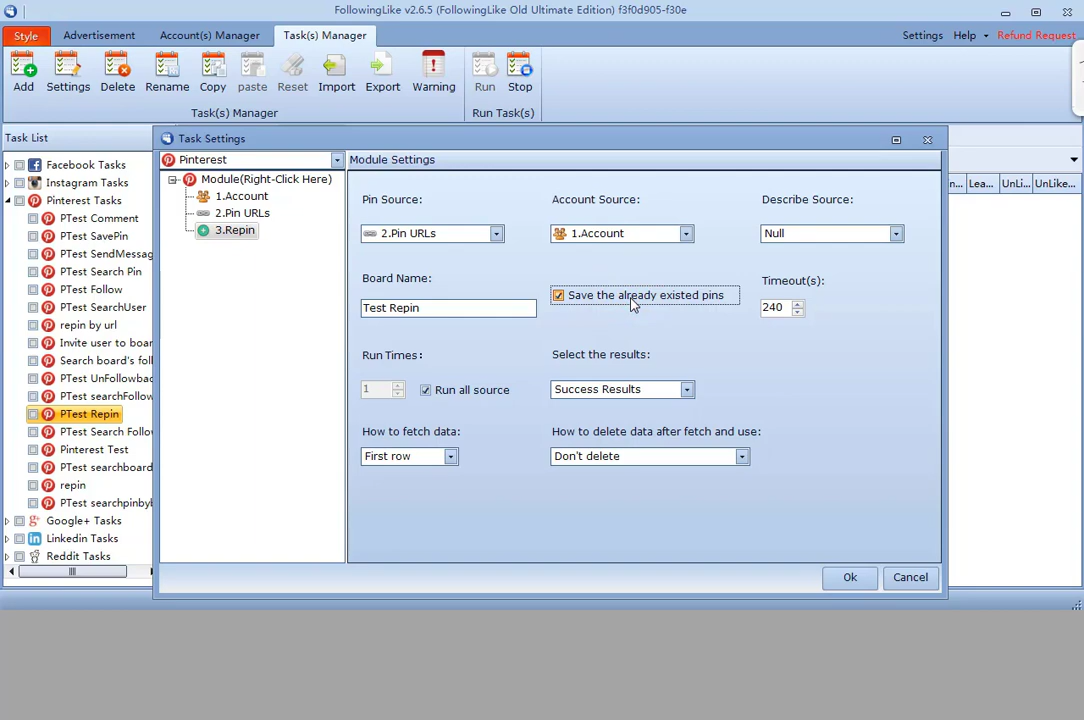 FollowingLike v2.6.5 (FollowingLike Old Ultimate Edition) f3f0d905-f30e
Style
Advertisement
Account(s) Manager
Task(s) Manager
Settings
Help
Refund Request
Add
Settings
Delete
Rename
Copy
paste
Reset
Import
Export
Warning
Run
Stop
Task(s) Manager
Run Task(s)
Task List
Facebook Tasks
Instagram Tasks
Pinterest Tasks
PTest Comment
PTest SavePin
PTest SendMessag
PTest Search Pin
PTest Follow
PTest SearchUser
repin by url
Invite user to boar
Search board's foll
PTest UnFollowbac
PTest searchFollow
PTest Repin
PTest Search Follo
Pinterest Test
PTest searchboard
repin
PTest searchpinbyl
Google+ Tasks
Linkedin Tasks
Reddit Tasks
Task Settings
Pinterest
Module(Right-Click Here)
1.Account
2.Pin URLs
3.Repin
Module Settings
Pin Source:
Account Source:
Describe Source:
2.Pin URLs
1.Account
Null
Board Name:
Save the already existed pins
Timeout(s):
Test Repin
240
Run Times:
Select the results:
1
Run all source
Success Results
How to fetch data:
How to delete data after fetch and use:
First row
Don't delete
Ok
Cancel
n...
Lea...
UnLi...
UnLike...